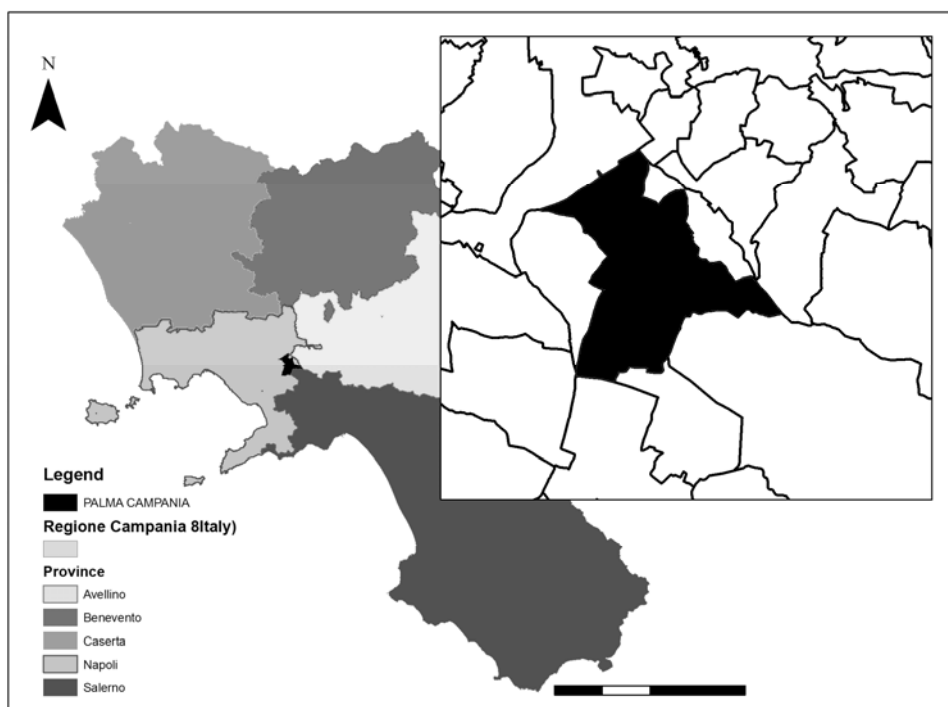 N
Legend
PALMA CAMPANIA
Regione Campania 8Italy)
Province
Avellino
Benevento
Caserta
Napoli
Salerno